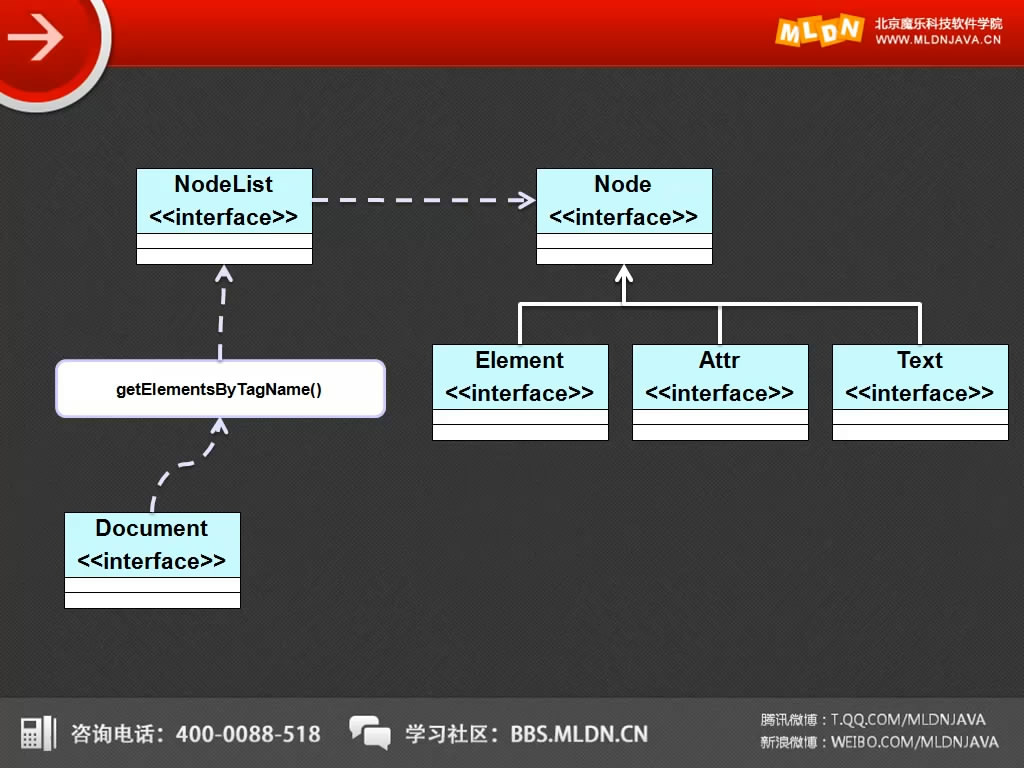 MLDN
北京魔乐科技软件学院
WWW.MLDNJAVA.CN
NodeList
<<interface>>
Node
<<interface>>
getElementsByTagName()
Element
<<interface>>
Attr
<<interface>>
Text
<<interface>>
Document
<<interface>>
咨询电话：400-0088-518
学习社区：BBS.MLDN.CN
腾讯微博：T.QQ.COM/MLDNJAVA
新浪微博：WEIBO.COM/MLDNJAVA